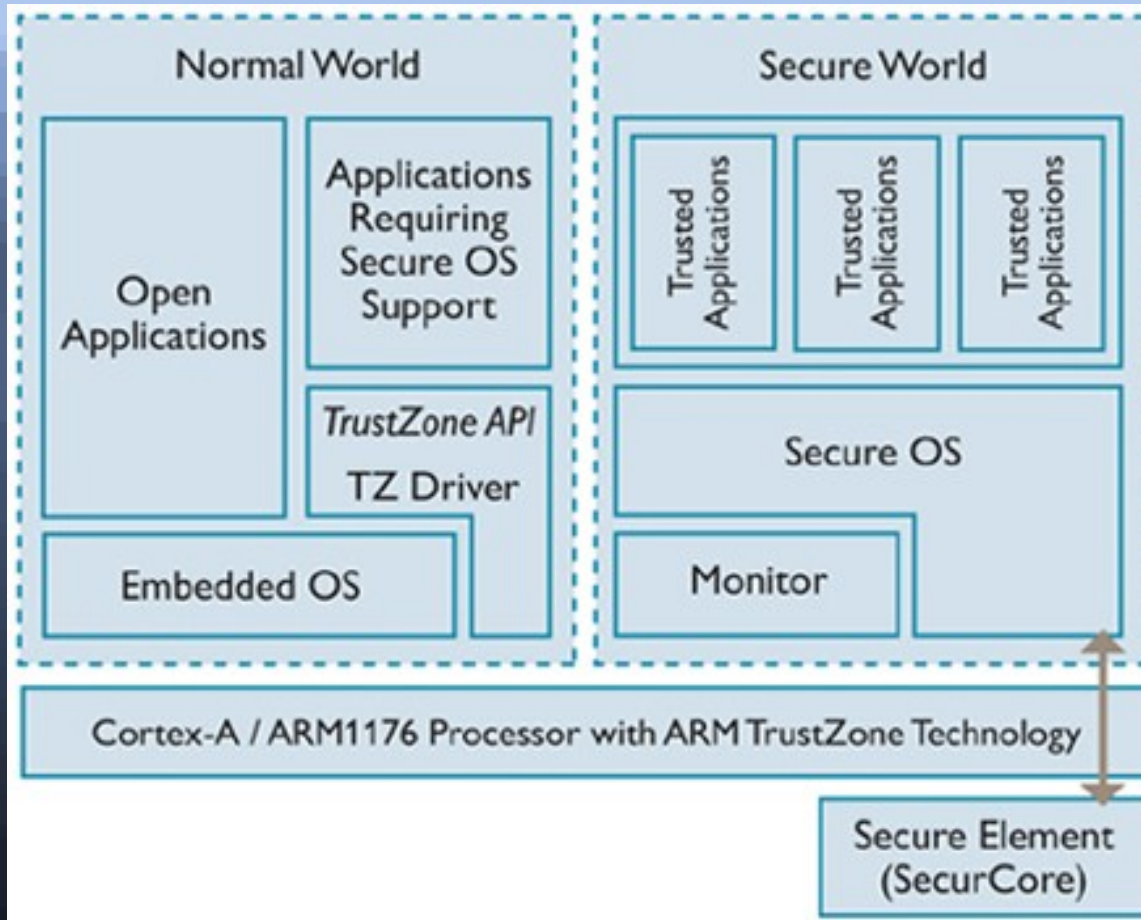 Normal World
Open
Applications
Applications
Requiring
Secure OS
Support
TrustZone API
TZ Driver
Embedded OS
Secure World
Trusted
Applications
Trusted
Applications
Trusted
Applications
Secure OS
Monitor
Cortex-A / ARM1176 Processor with ARM TrustZone Technology
Secure Element
(SecurCore)